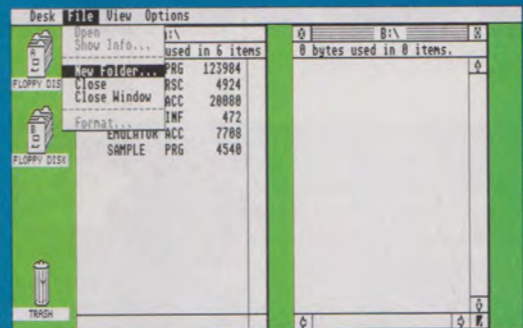 Desk File View Options
Open
Show Info...
New Folder...
Close
Close Window
Format...
:\
used in 6 items
PRG 123984
RSC 4924
ACC 20080
INF 472
EMULATOR ACC 7708
SAMPLE PRG 4540
B:\
0 bytes used in 0 items.
A
FLOPPY DIS
B
FLOPPY DISK
TRASH